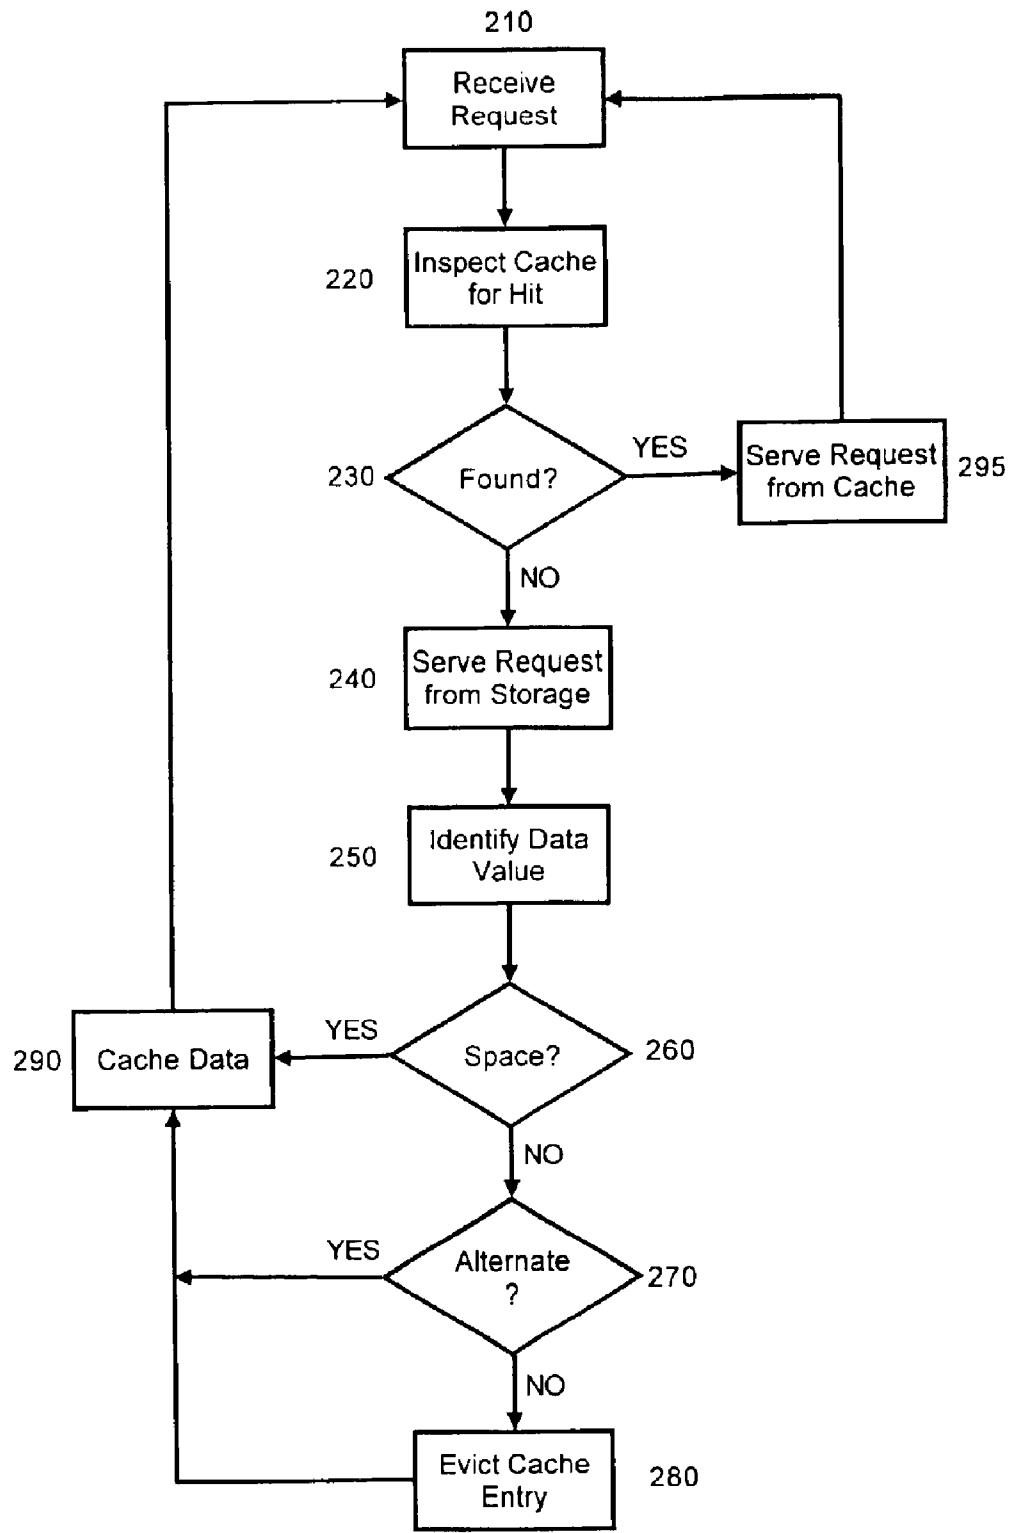 210
Receive
Request
220
Inspect Cache
for Hit
230
Found?
YES
Serve Request
from Cache
295
NO
240
Serve Request
from Storage
250
Identify Data
Value
290
Cache Data
YES
Space?
260
NO
YES
Alternate
?
270
NO
Evict Cache
Entry
280